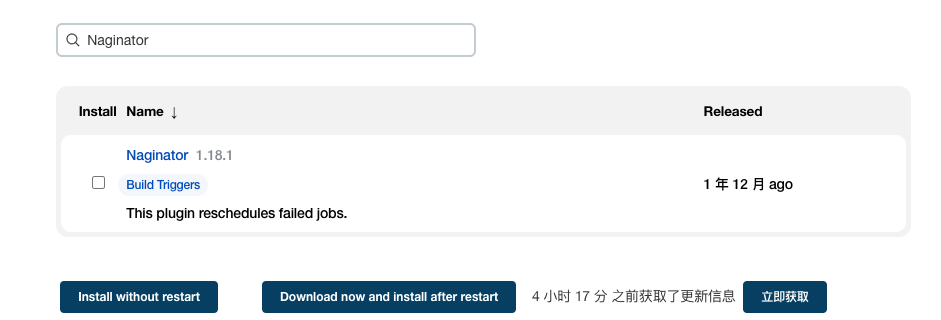 Naginator
Install Name ↓ Released
Naginator 1.18.1
Build Triggers
1 年 12 月 ago
This plugin reschedules failed jobs.
Install without restart Download now and install after restart 4 小时 17 分 之前获取了更新信息 立即获取